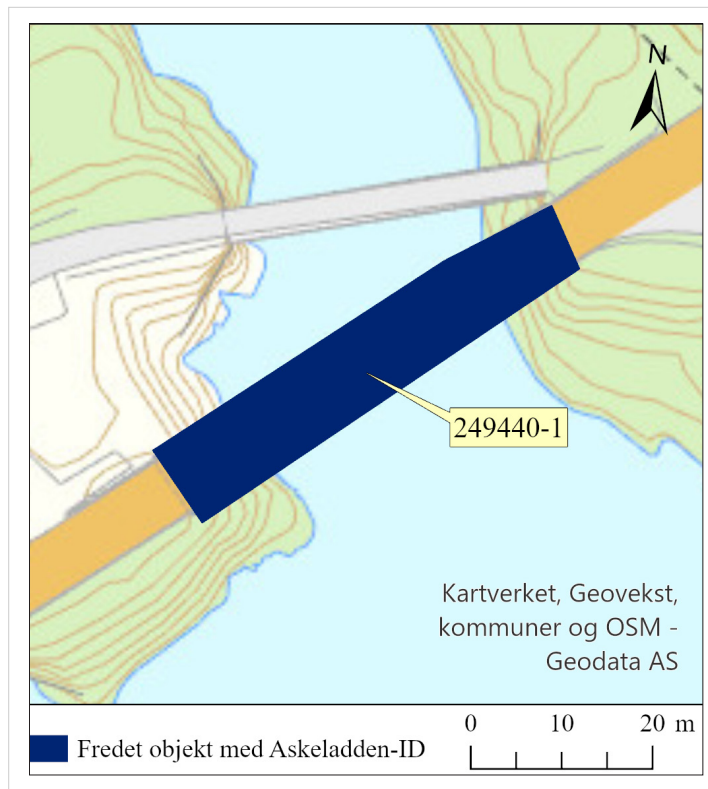 N
249440-1
Kartverket, Geovekst,
kommuner og OSM -
Geodata AS
Fredet objekt med Askeladden-ID
0 10 20 m